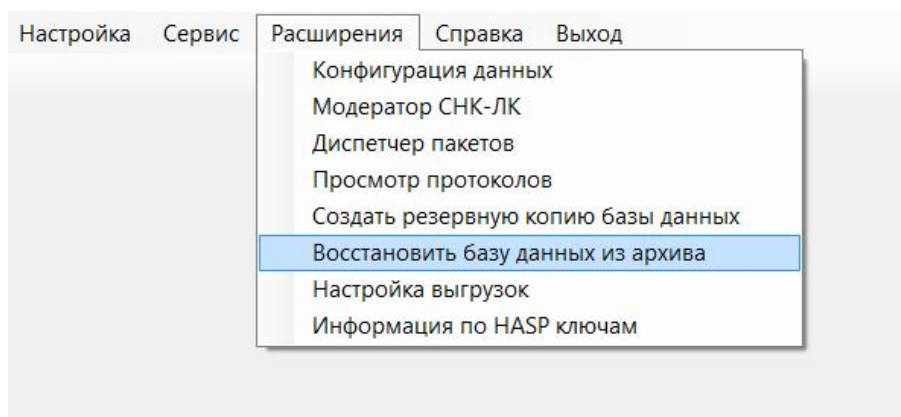 Настройка Сервис Расширения Справка Выход
Конфигурация данных
Модератор СНК-ЛК
Диспетчер пакетов
Просмотр протоколов
Создать резервную копию базы данных
Восстановить базу данных из архива
Настройка выгрузок
Информация по HASP ключам